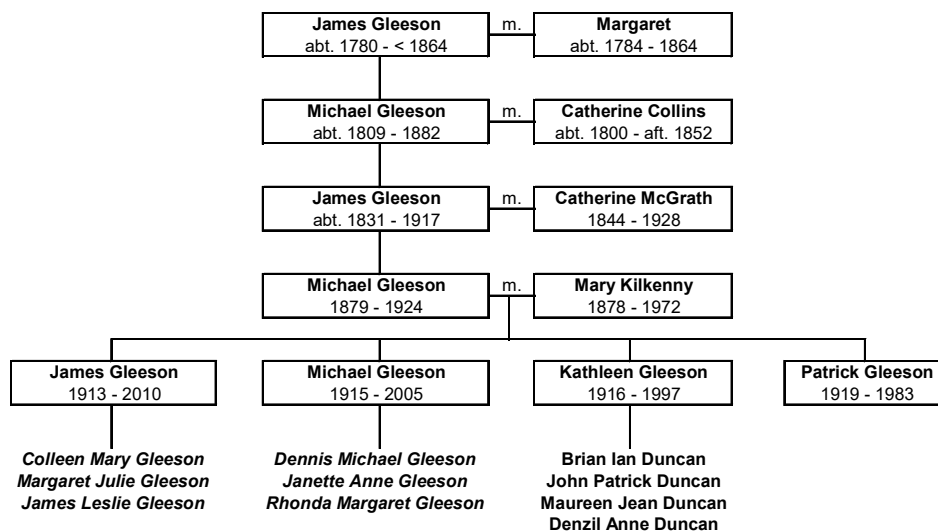 James Gleeson
m.
Margaret
abt. 1780 - < 1864
abt. 1784 - 1864
Michael Gleeson
m.
Catherine Collins
abt. 1809 - 1882
abt. 1800 - aft. 1852
James Gleeson
m.
Catherine McGrath
abt. 1831 - 1917
1844 - 1928
Michael Gleeson
m.
Mary Kilkenny
1879 - 1924
1878 - 1972
James Gleeson
1913 - 2010
Michael Gleeson
1915 - 2005
Kathleen Gleeson
1916 - 1997
Patrick Gleeson
1919 - 1983
Colleen Mary Gleeson
Margaret Julie Gleeson
James Leslie Gleeson
Dennis Michael Gleeson
Janette Anne Gleeson
Rhonda Margaret Gleeson
Brian Ian Duncan
John Patrick Duncan
Maureen Jean Duncan
Denzil Anne Duncan